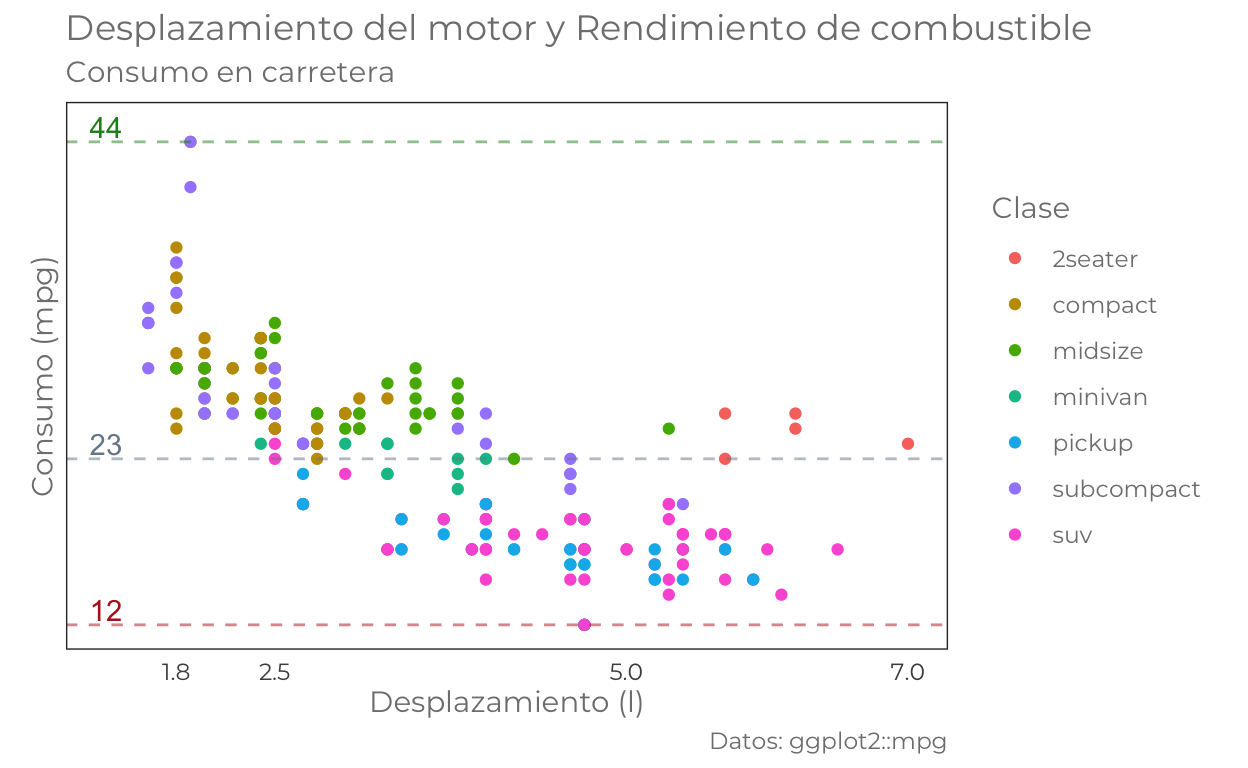 Desplazamiento del motor y Rendimiento de combustible
Consumo en carretera
44
23
12
Consumo (mpg)
1.8 2.5 5.0 7.0
Desplazamiento (l)
Clase
2seater
compact
midsize
minivan
pickup
subcompact
suv
Datos: ggplot2::mpg